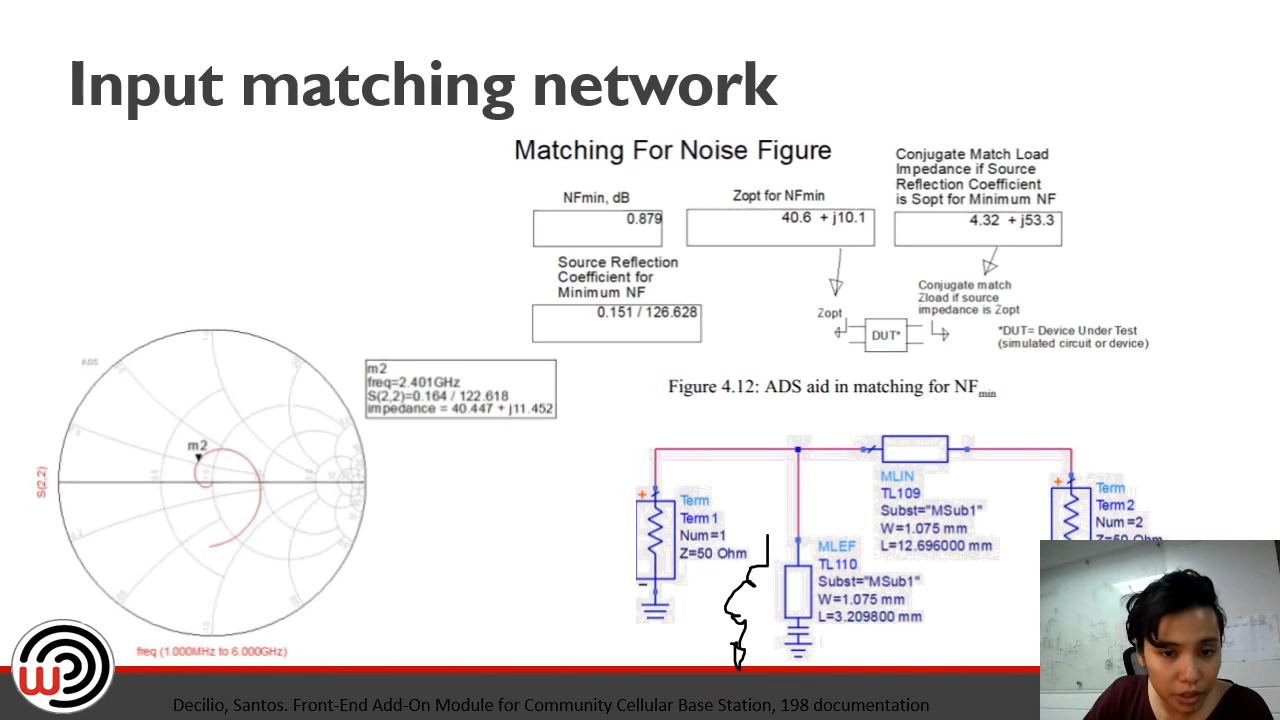 Input matching network
Matching For Noise Figure
NFmin, dB
0.879
Zopt for NFmin
40.6 + j10.1
Conjugate Match Load
Impedance if Source
Reflection Coefficient
is Sopt for Minimum NF
4.32 + j53.3
Source Reflection
Coefficient for
Minimum NF
0.151 / 126.628
Zopt
DUT*
Conjugate match
Zload if source
impedance is Zopt
*DUT= Device Under Test
(simulated circuit or device)
Figure 4.12: ADS aid in matching for NFmin
ADS
m2
S(2,2)
freq (1.000MHz to 6.000GHz)
m2
freq=2.401GHz
S(2,2)=0.164 / 122.618
impedance = 40.447 + j11.452
Term
Term1
Num=1
Z=50 Ohm
MLEF
TL110
Subst="MSub1"
W=1.075 mm
L=3.209800 mm
MLIN
TL109
Subst="MSub1"
W=1.075 mm
L=12.696000 mm
Term
Term2
Num=2
Z=50 Ohm
w
Decilio, Santos. Front-End Add-On Module for Community Cellular Base Station, 198 documentation